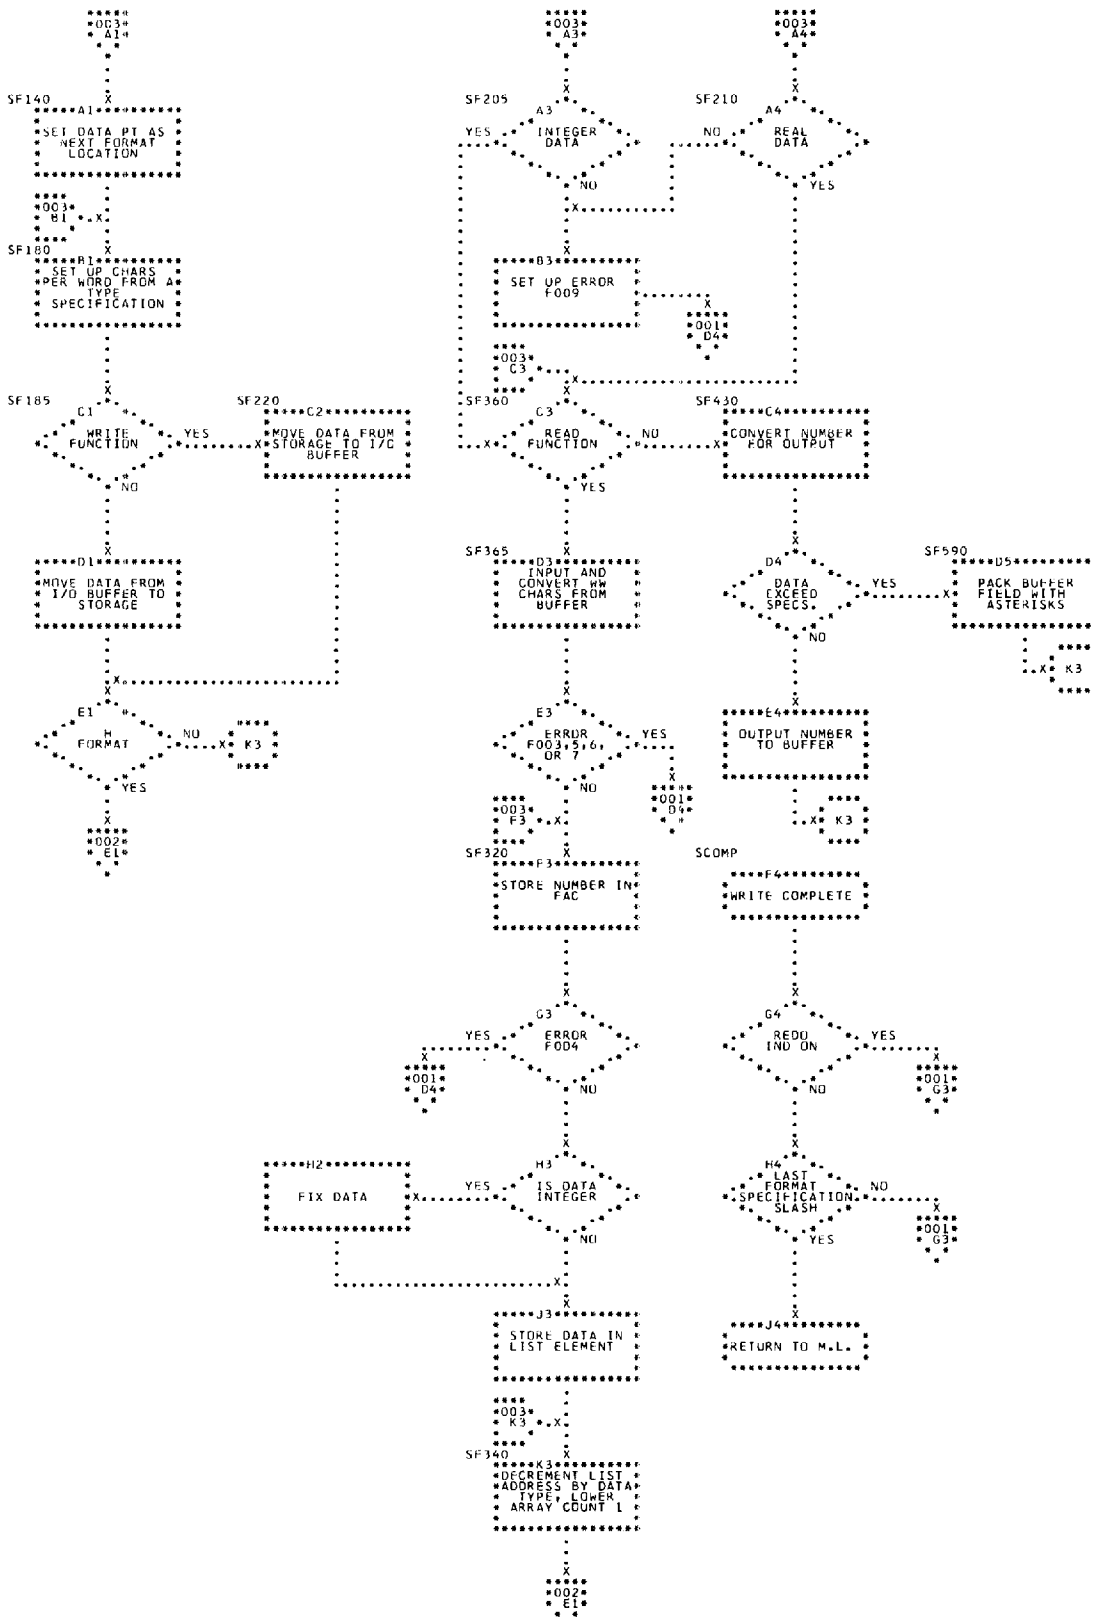 003
A1
003
A3
003
A4
SF140
A1
SET DATA PT AS
NEXT FORMAT
LOCATION
SF205
A3
YES
INTEGER
DATA
NO
SF210
A4
NO
REAL
DATA
YES
003
B1
SF180
B1
SET UP CHARS
PER WORD FROM A
TYPE
SPECIFICATION
B3
SET UP ERROR
F009
001
D4
003
C3
SF185
C1
WRITE
FUNCTION
YES
NO
SF220
C2
MOVE DATA FROM
STORAGE TO I/O
BUFFER
SF360
C3
READ
FUNCTION
NO
YES
SF430
C4
CONVERT NUMBER
FOR OUTPUT
D1
MOVE DATA FROM
I/O BUFFER TO
STORAGE
SF365
D3
INPUT AND
CONVERT WW
CHARS FROM
BUFFER
D4
DATA
EXCEED
SPECS.
YES
NO
SF590
D5
PACK BUFFER
FIELD WITH
ASTERISKS
K3
E1
H
FORMAT
NO
K3
YES
002
E1
E3
ERROR
F003,5,6,
OR 7
YES
NO
001
D4
E4
OUTPUT NUMBER
TO BUFFER
K3
003
F3
SF320
F3
STORE NUMBER IN
FAC
SCOMP
F4
WRITE COMPLETE
G3
YES
ERROR
F004
NO
001
D4
G4
REDO
IND ON
YES
NO
001
G3
H2
FIX DATA
H3
YES
IS DATA
INTEGER
NO
H4
LAST
FORMAT
SPECIFICATION
SLASH
NO
YES
001
G3
J3
STORE DATA IN
LIST ELEMENT
J4
RETURN TO M.L.
003
K3
SF340
K3
DECREMENT LIST
ADDRESS BY DATA
TYPE, LOWER
ARRAY COUNT 1
002
E1